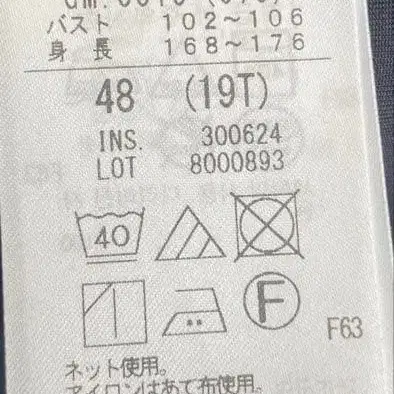 バスト 102～106
身長 168～176
48 (19T)
INS. 300624
LOT 8000893
40
F
F63
ネット使用。
アイロンはあて布使用。